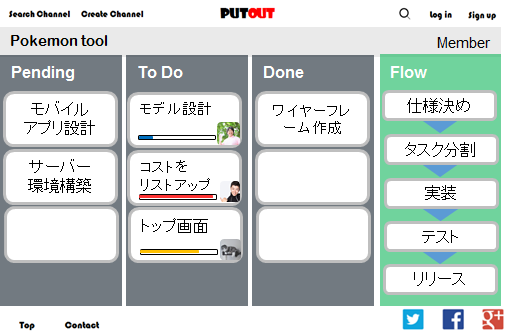 Search Channel Create Channel PUTOUT Log in Sign up
Pokemon tool Member
Pending
モバイル
アプリ設計
サーバー
環境構築
To Do
モデル設計
コストを
リストアップ
トップ画面
Done
ワイヤーフレ
ーム作成
Flow
仕様決め
タスク分割
実装
テスト
リリース
Top Contact
g+